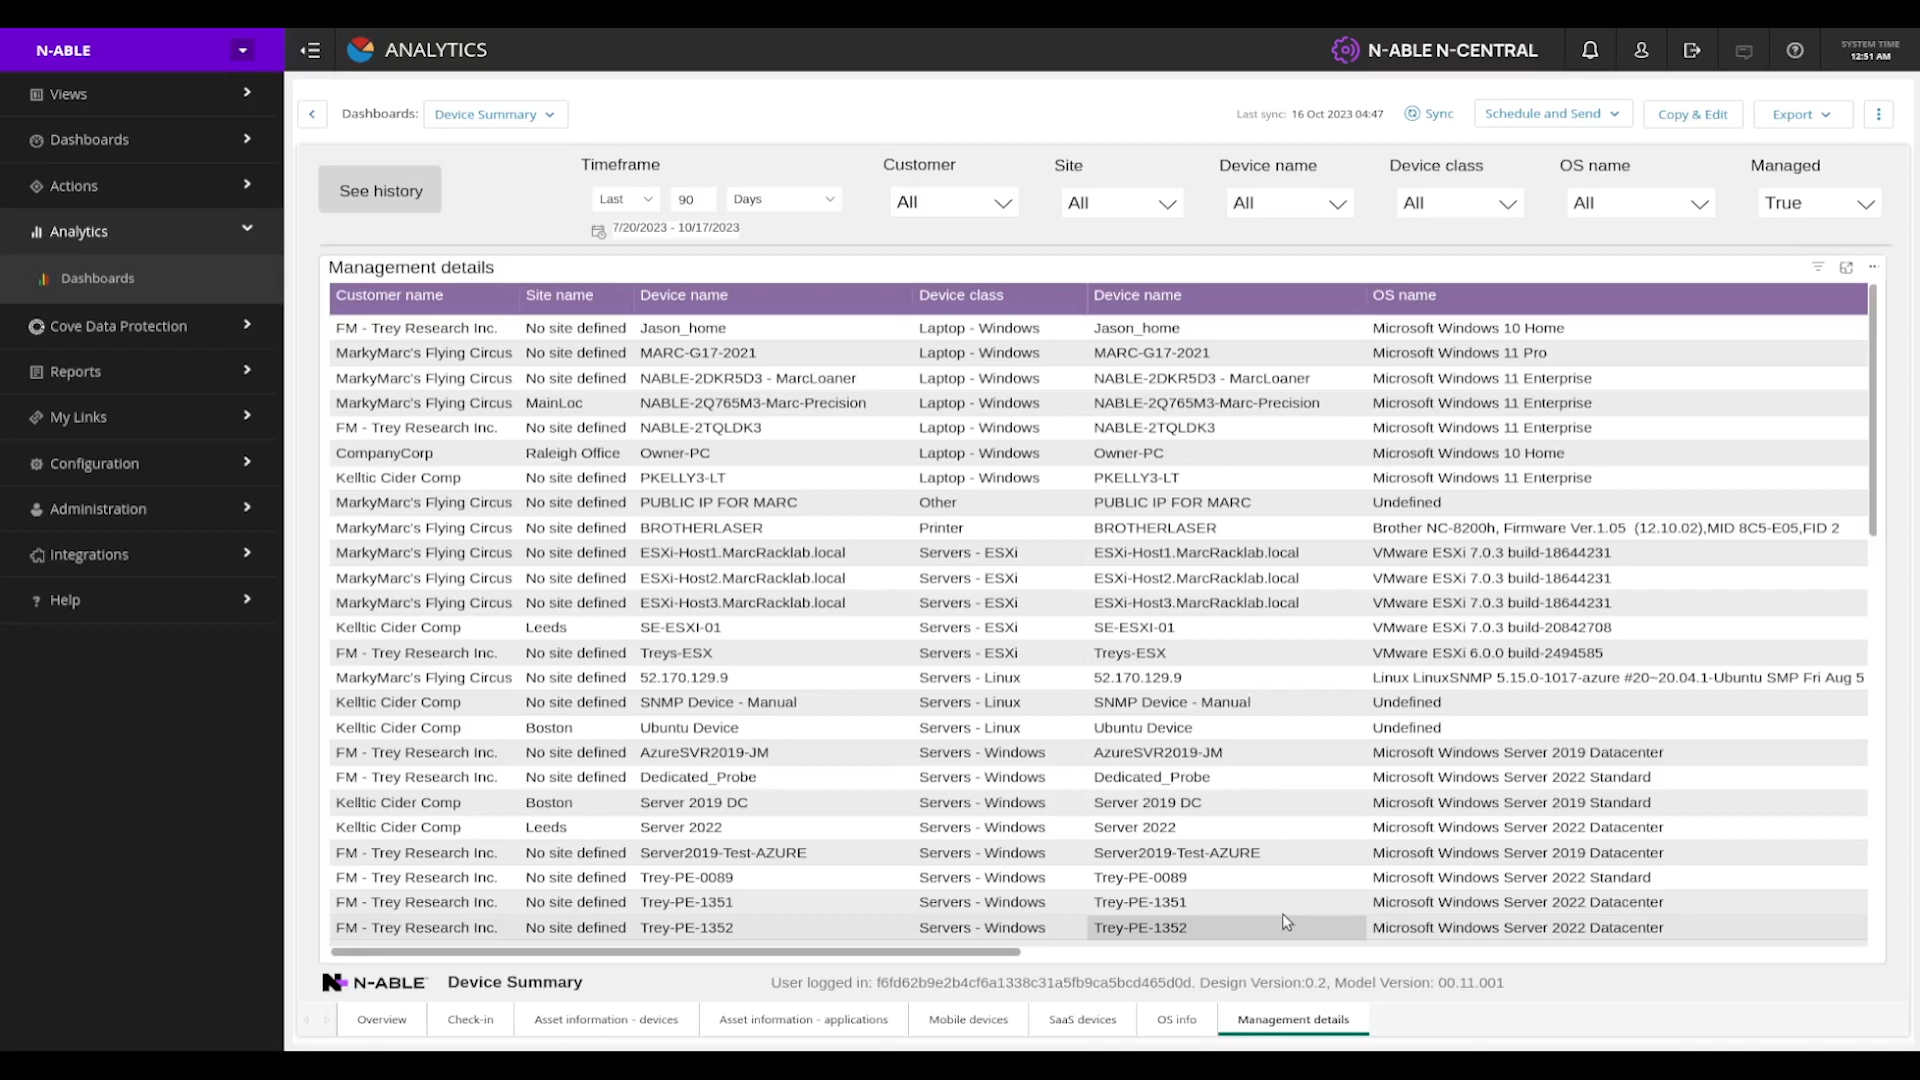 N-ABLE
ANALYTICS
N-ABLE N-CENTRAL
SYSTEM TIME
12:51 AM
Views
Dashboards
Actions
Analytics
Dashboards
Cove Data Protection
Reports
My Links
Configuration
Administration
Integrations
? Help
Dashboards: Device Summary
Last sync: 16 Oct 2023 04:47 Sync Schedule and Send Copy & Edit Export
See history
Timeframe Customer Site Device name Device class OS name Managed
Last 90 Days All All All All All True
7/20/2023 - 10/17/2023
Management details
Customer name Site name Device name Device class Device name OS name
FM - Trey Research Inc. No site defined Jason_home Laptop - Windows Jason_home Microsoft Windows 10 Home
MarkyMarc's Flying Circus No site defined MARC-G17-2021 Laptop - Windows MARC-G17-2021 Microsoft Windows 11 Pro
MarkyMarc's Flying Circus No site defined NABLE-2DKR5D3 - MarcLoaner Laptop - Windows NABLE-2DKR5D3 - MarcLoaner Microsoft Windows 11 Enterprise
MarkyMarc's Flying Circus MainLoc NABLE-2Q765M3-Marc-Precision Laptop - Windows NABLE-2Q765M3-Marc-Precision Microsoft Windows 11 Enterprise
FM - Trey Research Inc. No site defined NABLE-2TQLDK3 Laptop - Windows NABLE-2TQLDK3 Microsoft Windows 11 Enterprise
CompanyCorp Raleigh Office Owner-PC Laptop - Windows Owner-PC Microsoft Windows 10 Home
Kelltic Cider Comp No site defined PKELLY3-LT Laptop - Windows PKELLY3-LT Microsoft Windows 11 Enterprise
MarkyMarc's Flying Circus No site defined PUBLIC IP FOR MARC Other PUBLIC IP FOR MARC Undefined
MarkyMarc's Flying Circus No site defined BROTHERLASER Printer BROTHERLASER Brother NC-8200h, Firmware Ver.1.05 (12.10.02),MID 8C5-E05,FID 2
MarkyMarc's Flying Circus No site defined ESXi-Host1.MarcRacklab.local Servers - ESXi ESXi-Host1.MarcRacklab.local VMware ESXi 7.0.3 build-18644231
MarkyMarc's Flying Circus No site defined ESXi-Host2.MarcRacklab.local Servers - ESXi ESXi-Host2.MarcRacklab.local VMware ESXi 7.0.3 build-18644231
MarkyMarc's Flying Circus No site defined ESXi-Host3.MarcRacklab.local Servers - ESXi ESXi-Host3.MarcRacklab.local VMware ESXi 7.0.3 build-18644231
Kelltic Cider Comp Leeds SE-ESXI-01 Servers - ESXi SE-ESXI-01 VMware ESXi 7.0.3 build-20842708
FM - Trey Research Inc. No site defined Treys-ESX Servers - ESXi Treys-ESX VMware ESXi 6.0.0 build-2494585
MarkyMarc's Flying Circus No site defined 52.170.129.9 Servers - Linux 52.170.129.9 Linux LinuxSNMP 5.15.0-1017-azure #20~20.04.1-Ubuntu SMP Fri Aug 5
Kelltic Cider Comp No site defined SNMP Device - Manual Servers - Linux SNMP Device - Manual Undefined
Kelltic Cider Comp Boston Ubuntu Device Servers - Linux Ubuntu Device Undefined
FM - Trey Research Inc. No site defined AzureSVR2019-JM Servers - Windows AzureSVR2019-JM Microsoft Windows Server 2019 Datacenter
FM - Trey Research Inc. No site defined Dedicated_Probe Servers - Windows Dedicated_Probe Microsoft Windows Server 2022 Standard
Kelltic Cider Comp Boston Server 2019 DC Servers - Windows Server 2019 DC Microsoft Windows Server 2019 Standard
Kelltic Cider Comp Leeds Server 2022 Servers - Windows Server 2022 Microsoft Windows Server 2022 Datacenter
FM - Trey Research Inc. No site defined Server2019-Test-AZURE Servers - Windows Server2019-Test-AZURE Microsoft Windows Server 2019 Datacenter
FM - Trey Research Inc. No site defined Trey-PE-0089 Servers - Windows Trey-PE-0089 Microsoft Windows Server 2022 Standard
FM - Trey Research Inc. No site defined Trey-PE-1351 Servers - Windows Trey-PE-1351 Microsoft Windows Server 2022 Datacenter
FM - Trey Research Inc. No site defined Trey-PE-1352 Servers - Windows Trey-PE-1352 Microsoft Windows Server 2022 Datacenter
N-ABLE Device Summary User logged in: f6fd62b9e2b4cf6a1338c31a5fb9ca5bcd465d0d. Design Version:0.2, Model Version: 00.11.001
Overview Check-in Asset information - devices Asset information - applications Mobile devices SaaS devices OS info Management details